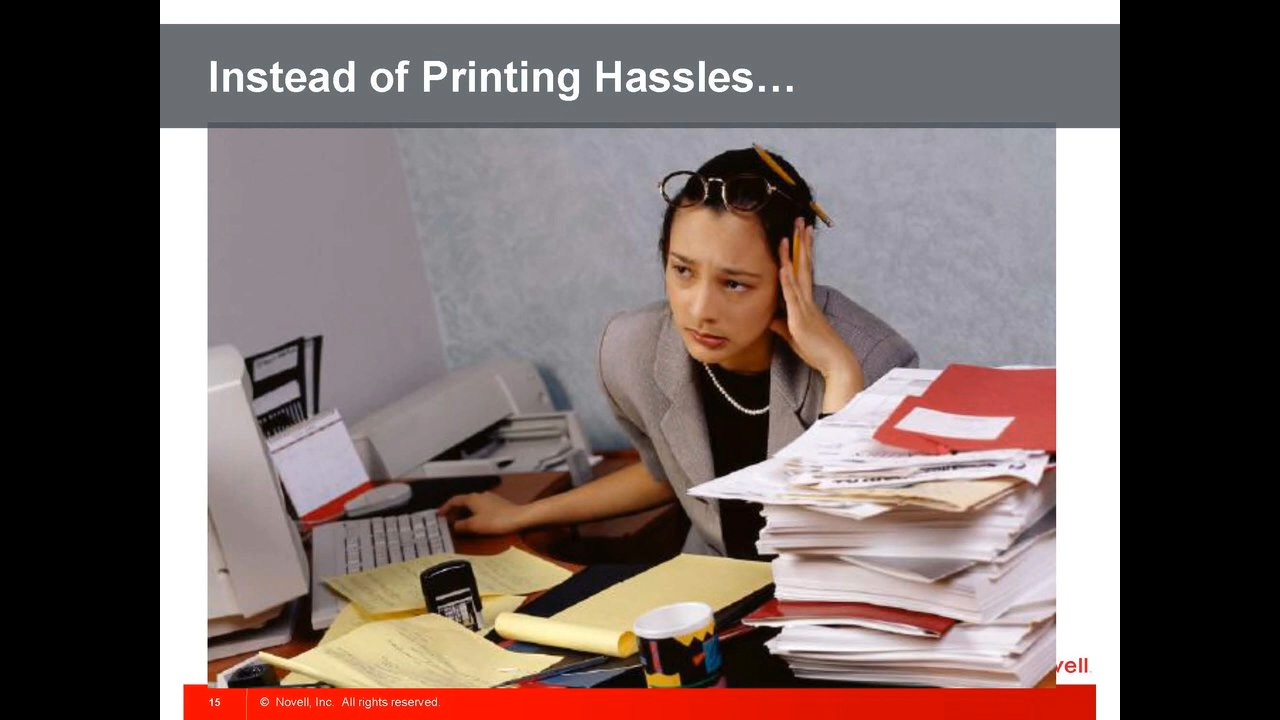 Instead of Printing Hassles…
vell
15
© Novell, Inc. All rights reserved.